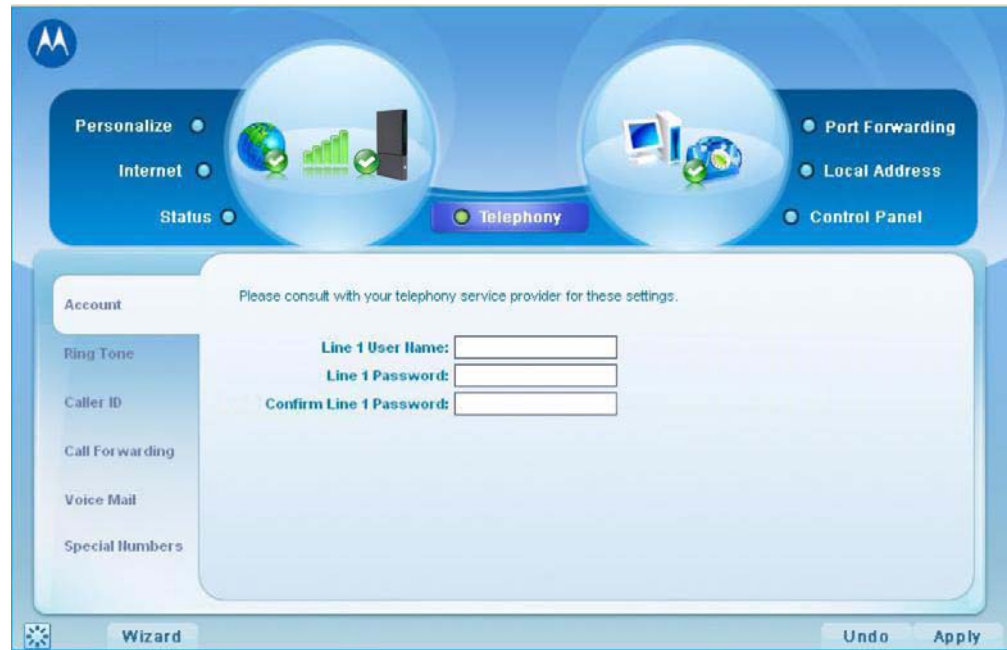 Personalize
Internet
Status
Telephony
Port Forwarding
Local Address
Control Panel
Account
Ring Tone
Caller ID
Call Forwarding
Voice Mail
Special Numbers
Please consult with your telephony service provider for these settings.
Line 1 User Name:
Line 1 Password:
Confirm Line 1 Password:
Wizard
Undo
Apply